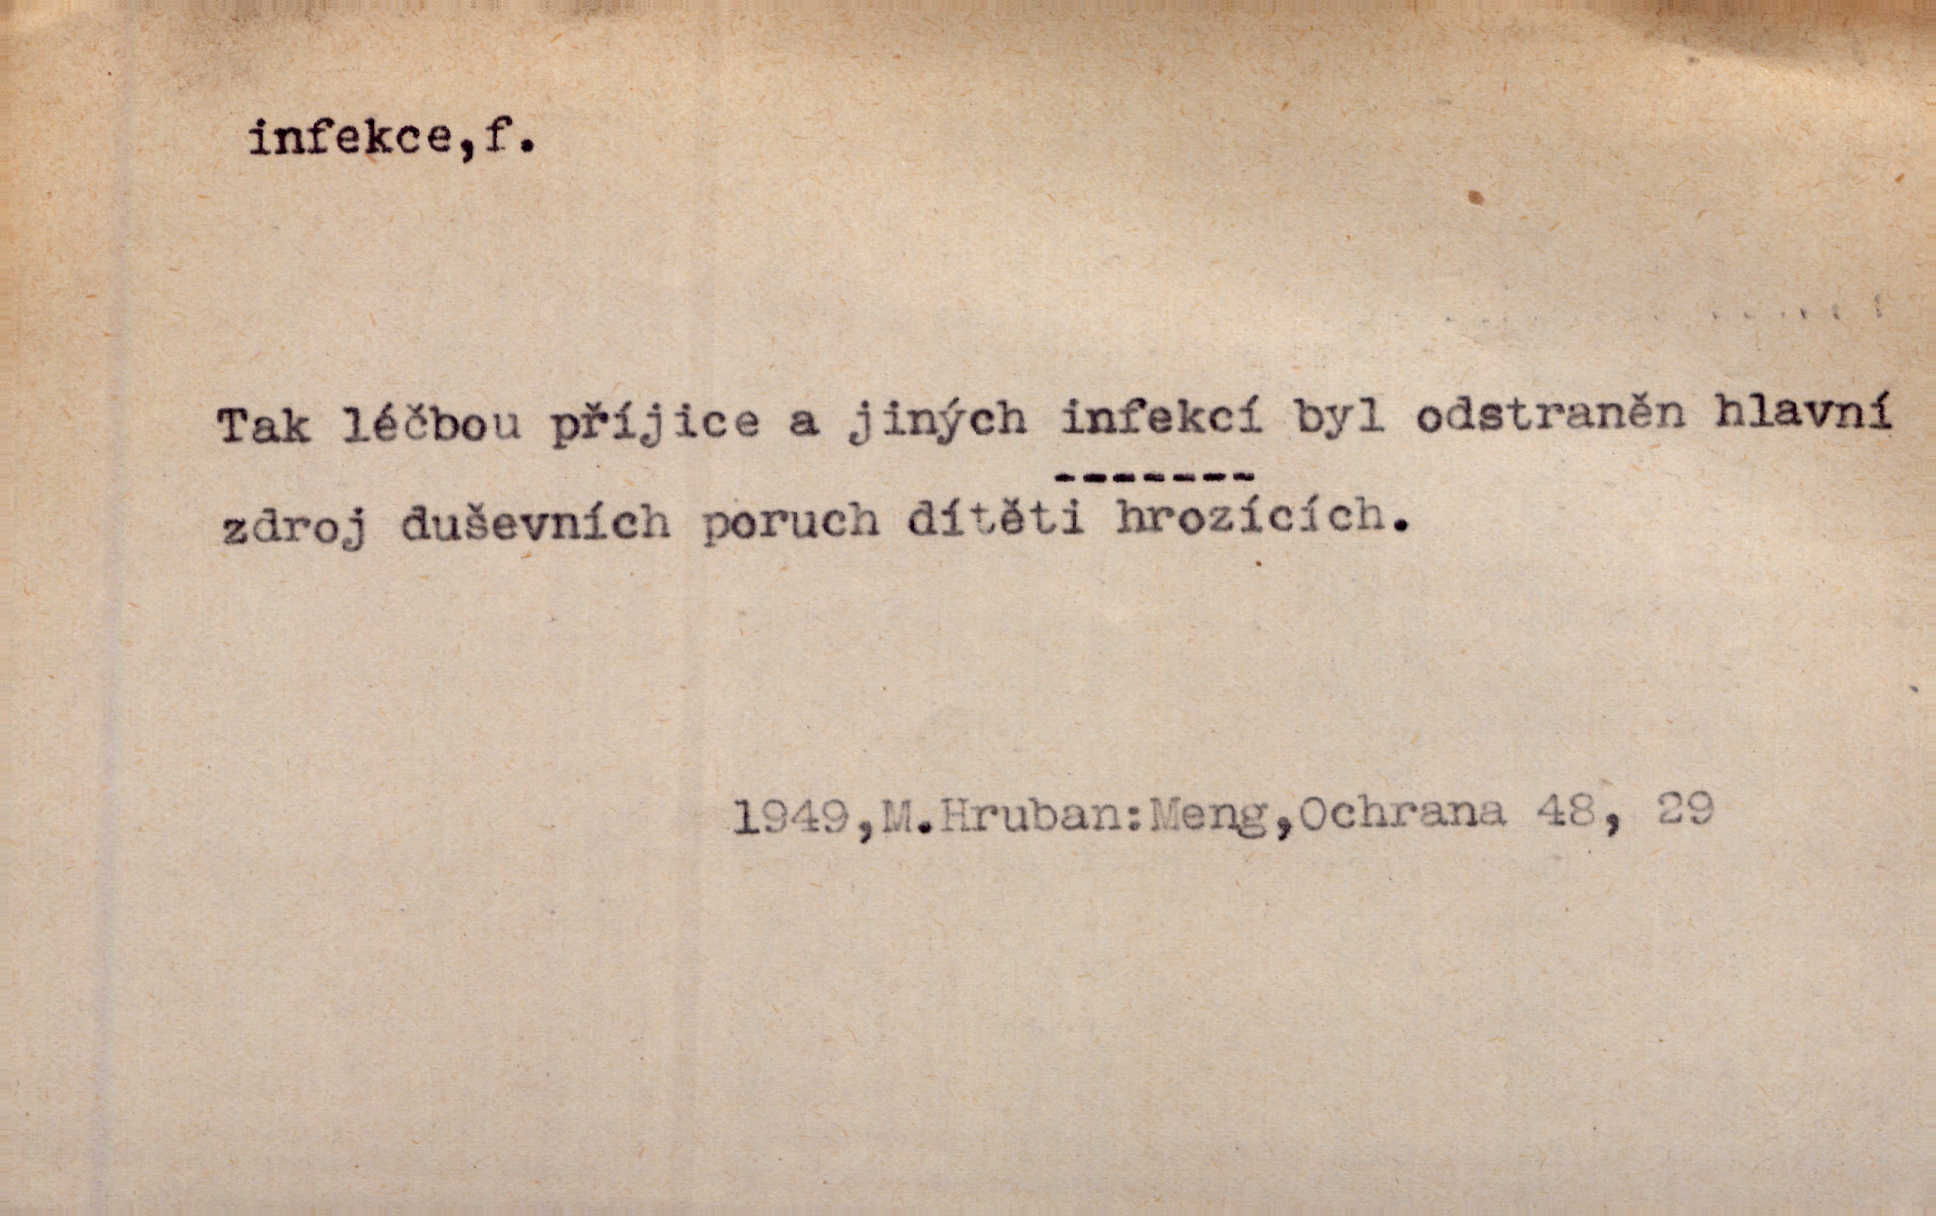 infekce,f.
Tak léčbou příjice a jiných infekcí byl odstraněn hlavní
zdroj duševních poruch dítěti hrozících.
1949,M.Hruban:Meng,Ochrana 48, 29